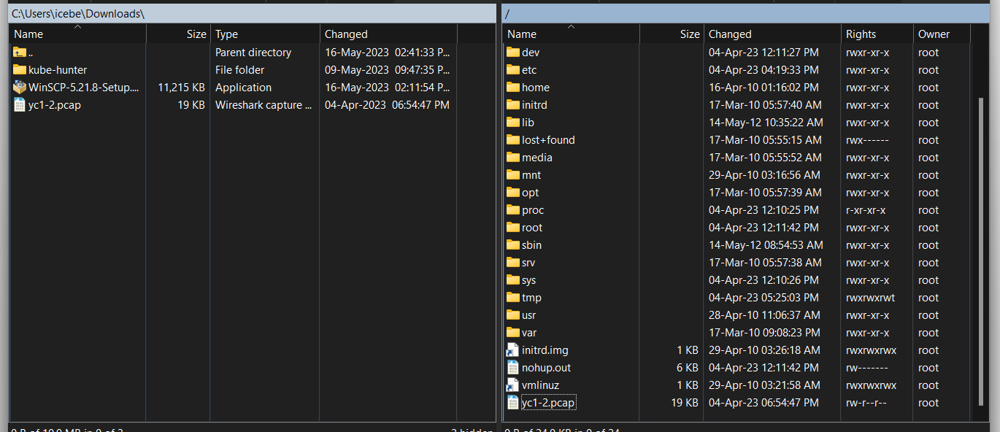 C:\Users\icebe\Downloads\
Name Size Type Changed
.. Parent directory 16-May-2023 02:41:33 P...
kube-hunter File folder 09-May-2023 09:47:35 P...
WinSCP-5.21.8-Setup.... 11,215 KB Application 16-May-2023 02:11:54 P...
yc1-2.pcap 19 KB Wireshark capture ... 04-Apr-2023 06:54:47 PM
/
Name Size Changed Rights Owner
dev 04-Apr-23 12:11:27 PM rwxr-xr-x root
etc 04-Apr-23 04:19:33 PM rwxr-xr-x root
home 16-Apr-10 01:16:02 PM rwxr-xr-x root
initrd 17-Mar-10 05:57:40 AM rwxr-xr-x root
lib 14-May-12 10:35:22 AM rwxr-xr-x root
lost+found 17-Mar-10 05:55:15 AM rwx------ root
media 17-Mar-10 05:55:52 AM rwxr-xr-x root
mnt 29-Apr-10 03:16:56 AM rwxr-xr-x root
opt 17-Mar-10 05:57:39 AM rwxr-xr-x root
proc 04-Apr-23 12:10:25 PM r-xr-xr-x root
root 04-Apr-23 12:11:42 PM rwxr-xr-x root
sbin 14-May-12 08:54:53 AM rwxr-xr-x root
srv 17-Mar-10 05:57:38 AM rwxr-xr-x root
sys 04-Apr-23 12:10:26 PM rwxr-xr-x root
tmp 04-Apr-23 05:25:03 PM rwxrwxrwt root
usr 28-Apr-10 11:06:37 AM rwxr-xr-x root
var 17-Mar-10 09:08:23 PM rwxr-xr-x root
initrd.img 1 KB 29-Apr-10 03:26:18 AM rwxrwxrwx root
nohup.out 6 KB 04-Apr-23 12:11:42 PM rw------- root
vmlinuz 1 KB 29-Apr-10 03:21:58 AM rwxrwxrwx root
yc1-2.pcap 19 KB 04-Apr-23 06:54:47 PM rw-r--r-- root